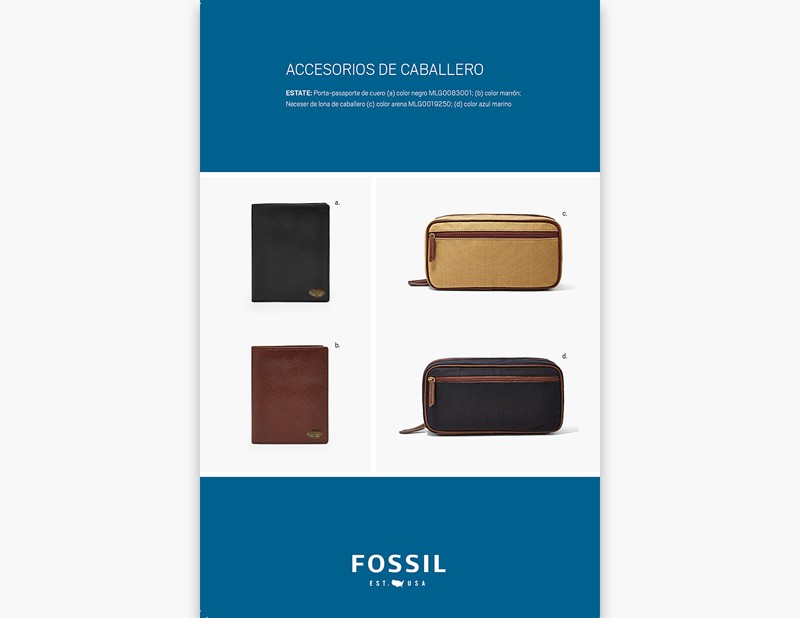 ACCESORIOS DE CABALLERO
ESTATE: Porta-pasaporte de cuero (a) color negro MLG0083001; (b) color marrón;
Neceser de lona de caballero (c) color arena MLG0019250; (d) color azul marino
a.
c.
b.
d.
FOSSIL
EST. USA